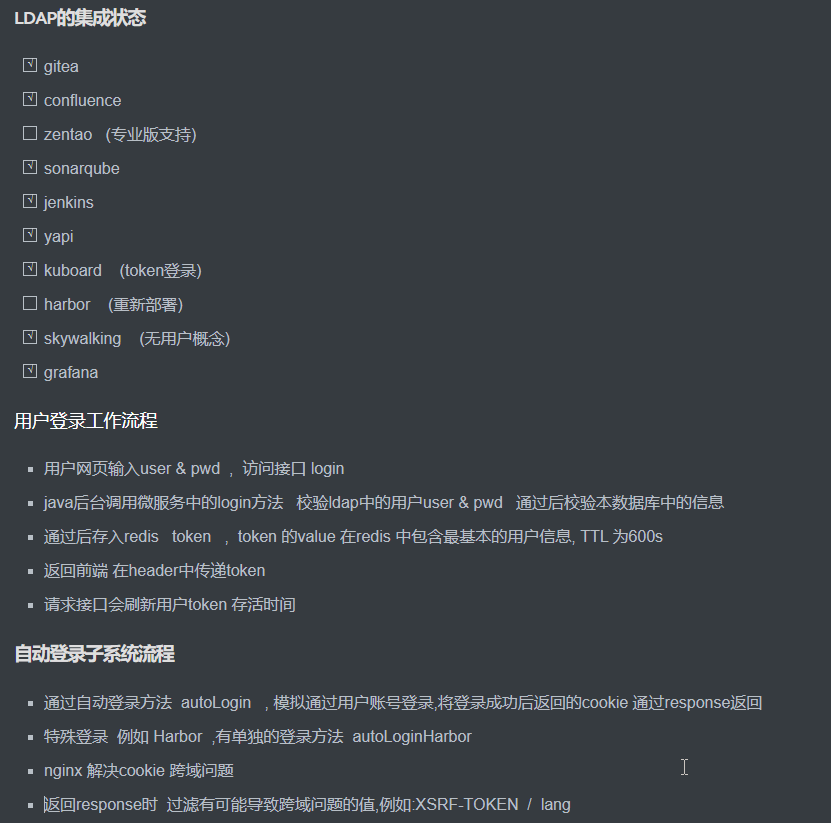 LDAP的集成状态
gitea
confluence
zentao (专业版支持)
sonarqube
jenkins
yapi
kuboard (token登录)
harbor (重新部署)
skywalking (无用户概念)
grafana
用户登录工作流程
用户网页输入user & pwd , 访问接口 login
java后台调用微服务中的login方法 校验ldap中的用户user & pwd 通过后校验本数据库中的信息
通过后存入redis token , token 的value 在redis 中包含最基本的用户信息, TTL 为600s
返回前端 在header中传递token
请求接口会刷新用户token 存活时间
自动登录子系统流程
通过自动登录方法 autoLogin , 模拟通过用户账号登录,将登录成功后返回的cookie 通过response返回
特殊登录 例如 Harbor ,有单独的登录方法 autoLoginHarbor
nginx 解决cookie 跨域问题
返回response时 过滤有可能导致跨域问题的值,例如:XSRF-TOKEN / lang